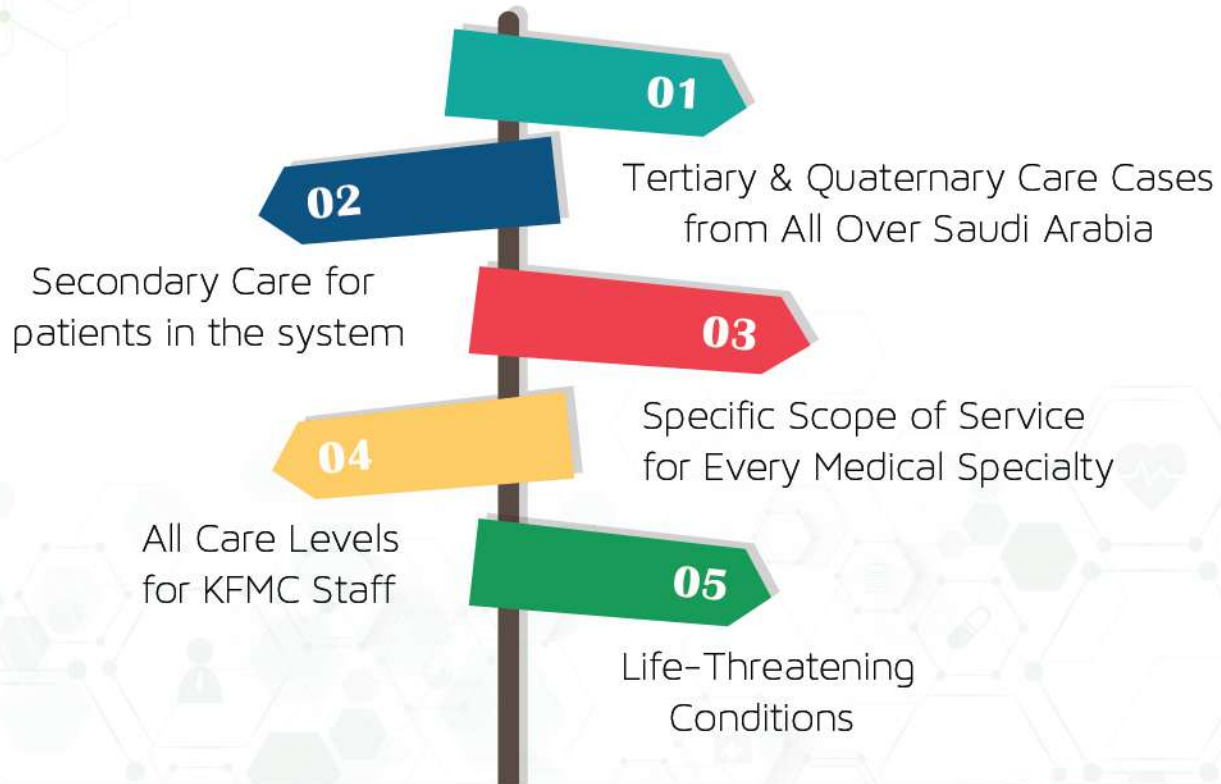 01
Tertiary & Quaternary Care Cases
from All Over Saudi Arabia
02
Secondary Care for
patients in the system
03
Specific Scope of Service
for Every Medical Specialty
04
All Care Levels
for KFMC Staff
05
Life-Threatening
Conditions